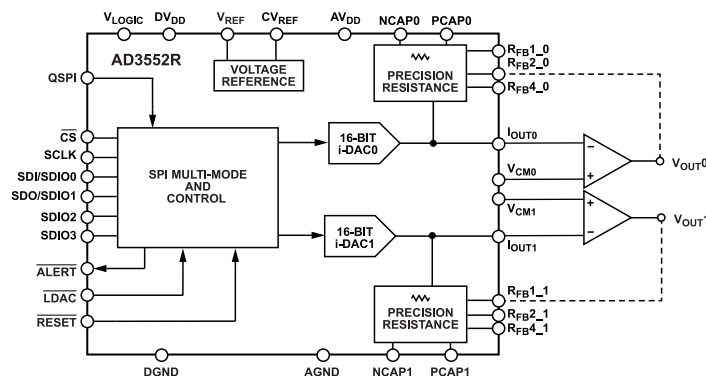 VLOGIC DVDD VREF CVREF AVDD NCAP0 PCAP0
AD3552R
QSPI
VOLTAGE
REFERENCE
PRECISION
RESISTANCE
RFB1_0
RFB2_0
RFB4_0
CS
SCLK
SDI/SDIO0
SDO/SDIO1
SDIO2
SDIO3
ALERT
LDAC
RESET
SPI MULTI-MODE
AND
CONTROL
16-BIT
i-DAC0
16-BIT
i-DAC1
IOUT0
VCM0
VCM1
IOUT1
−
+
+
−
VOUT0
VOUT1
PRECISION
RESISTANCE
RFB1_1
RFB2_1
RFB4_1
DGND AGND NCAP1 PCAP1